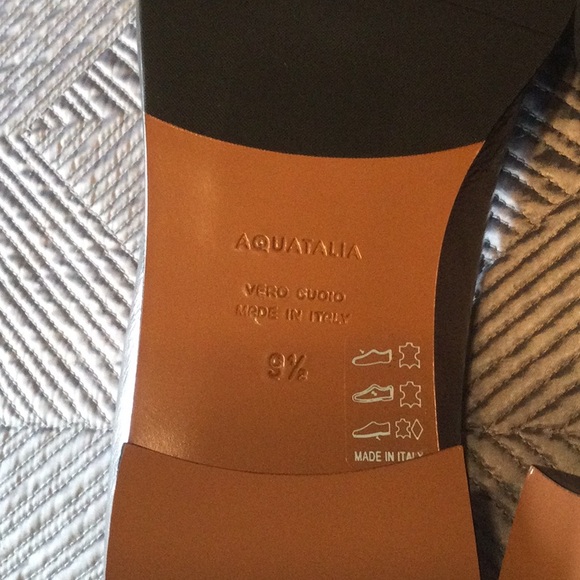 AQUATALIA
VERO CUOIO
MADE IN ITALY
9½
MADE IN ITALY